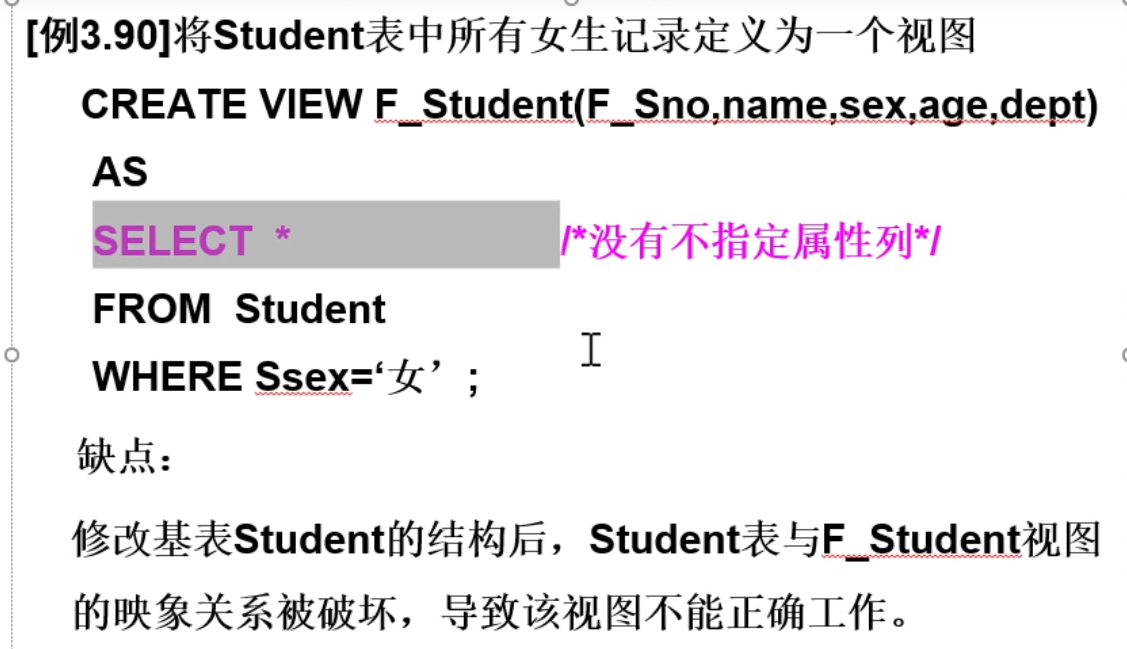 [例3.90]将Student表中所有女生记录定义为一个视图
CREATE VIEW F_Student(F_Sno,name,sex,age,dept)
AS
SELECT * /*没有不指定属性列*/
FROM Student
WHERE Ssex=‘女’;
缺点：
修改基表Student的结构后，Student表与F_Student视图
的映象关系被破坏，导致该视图不能正确工作。